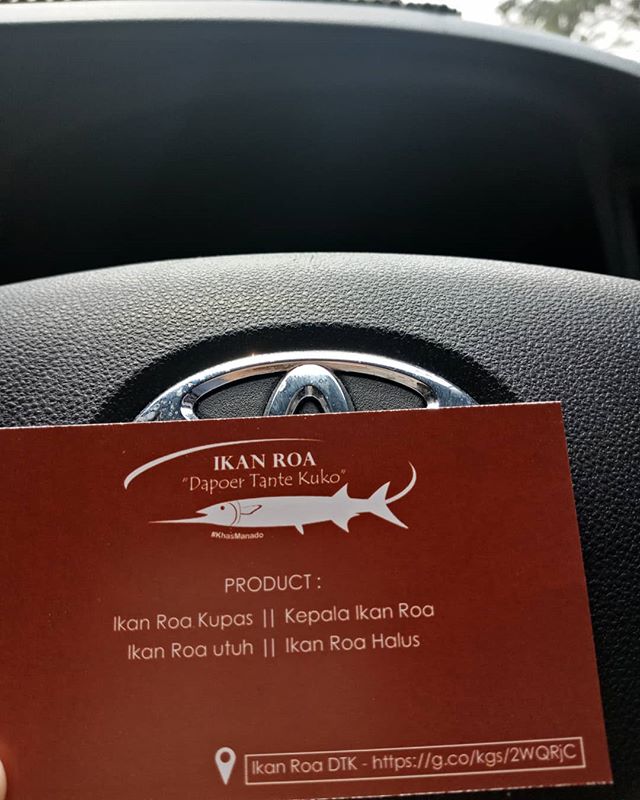 IKAN ROA
"Dapoer Tante Kuko"
#KhasManado
PRODUCT :
Ikan Roa Kupas || Kepala Ikan Roa
Ikan Roa utuh || Ikan Roa Halus
Ikan Roa DTK - https://g.co/kgs/2WQRjC